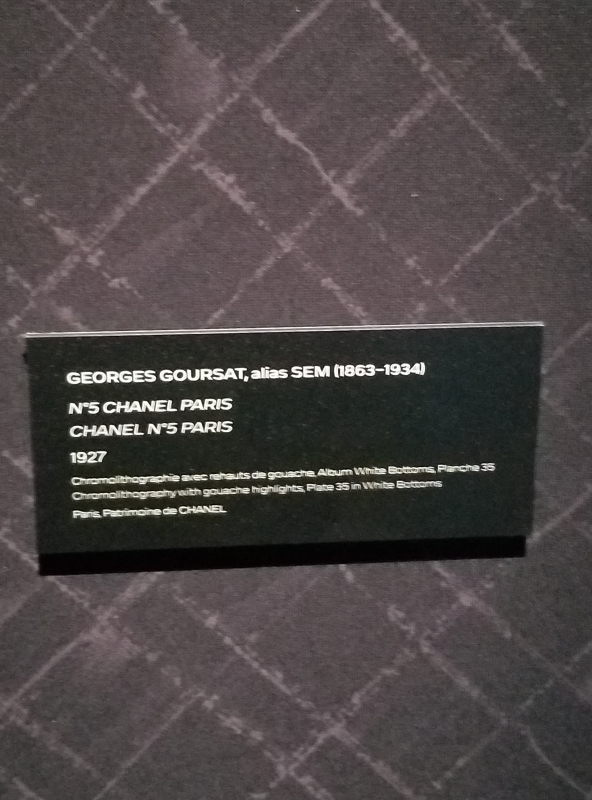 GEORGES GOURSAT, alias SEM (1863–1934)
N°5 CHANEL PARIS
CHANEL N°5 PARIS
1927
Chromolithographie avec rehauts de gouache, Album White Bottoms, Planche 35
Chromolithography with gouache highlights, Plate 35 in White Bottoms
Paris, Patrimoine de CHANEL